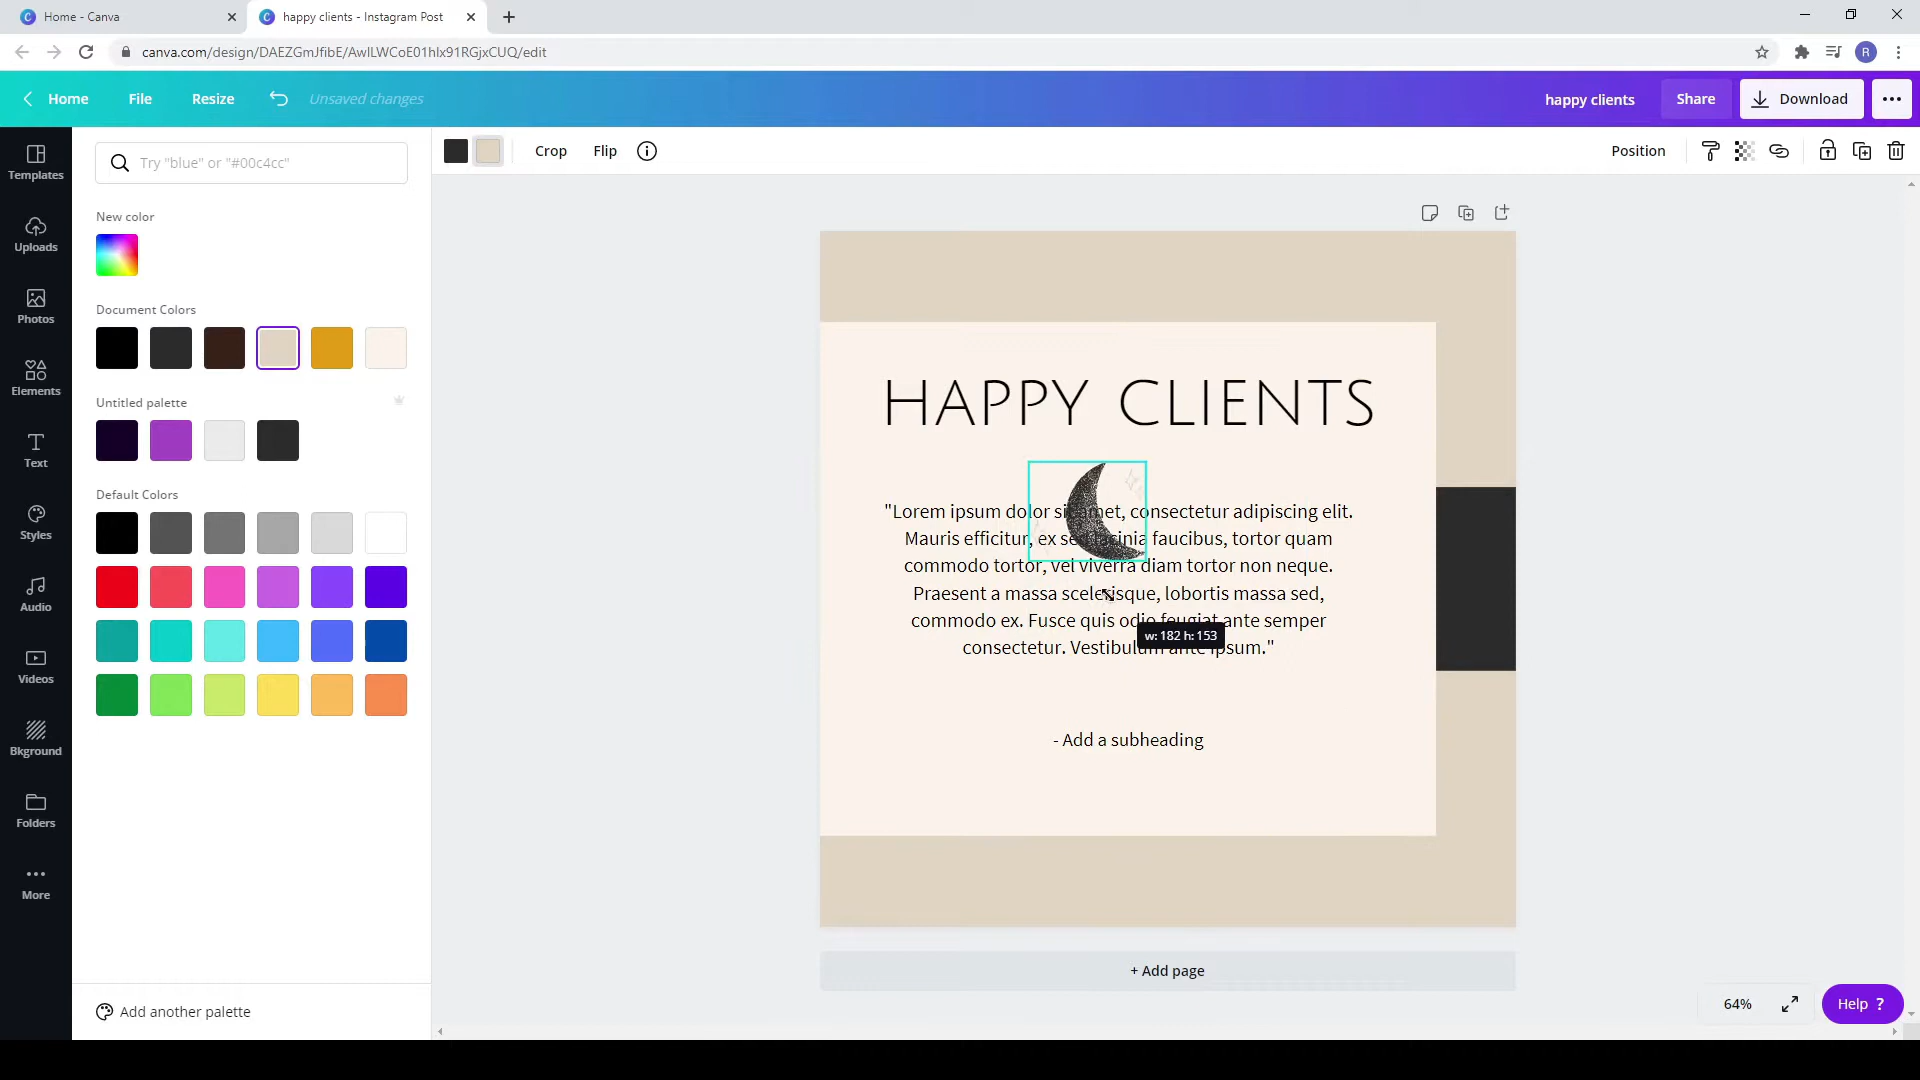 Home - Canva
happy clients - Instagram Post
canva.com/design/DAEZGmJfibE/AwILWCoE01hIx91RGjxCUQ/edit
R
Home
File
Resize
Unsaved changes
happy clients
Share
Download
Templates
Uploads
Photos
Elements
Text
Styles
Audio
Videos
Bkground
Folders
More
Try "blue" or "#00c4cc"
New color
Document Colors
Untitled palette
Default Colors
Add another palette
Crop
Flip
Position
HAPPY CLIENTS
"Lorem ipsum dolor sit amet, consectetur adipiscing elit.
Mauris efficitur, ex sed lacinia faucibus, tortor quam
commodo tortor, vel viverra diam tortor non neque.
Praesent a massa scelerisque, lobortis massa sed,
commodo ex. Fusce quis odio feugiat ante semper
consectetur. Vestibulum ante ipsum."
w: 182 h: 153
- Add a subheading
+ Add page
64%
Help ?